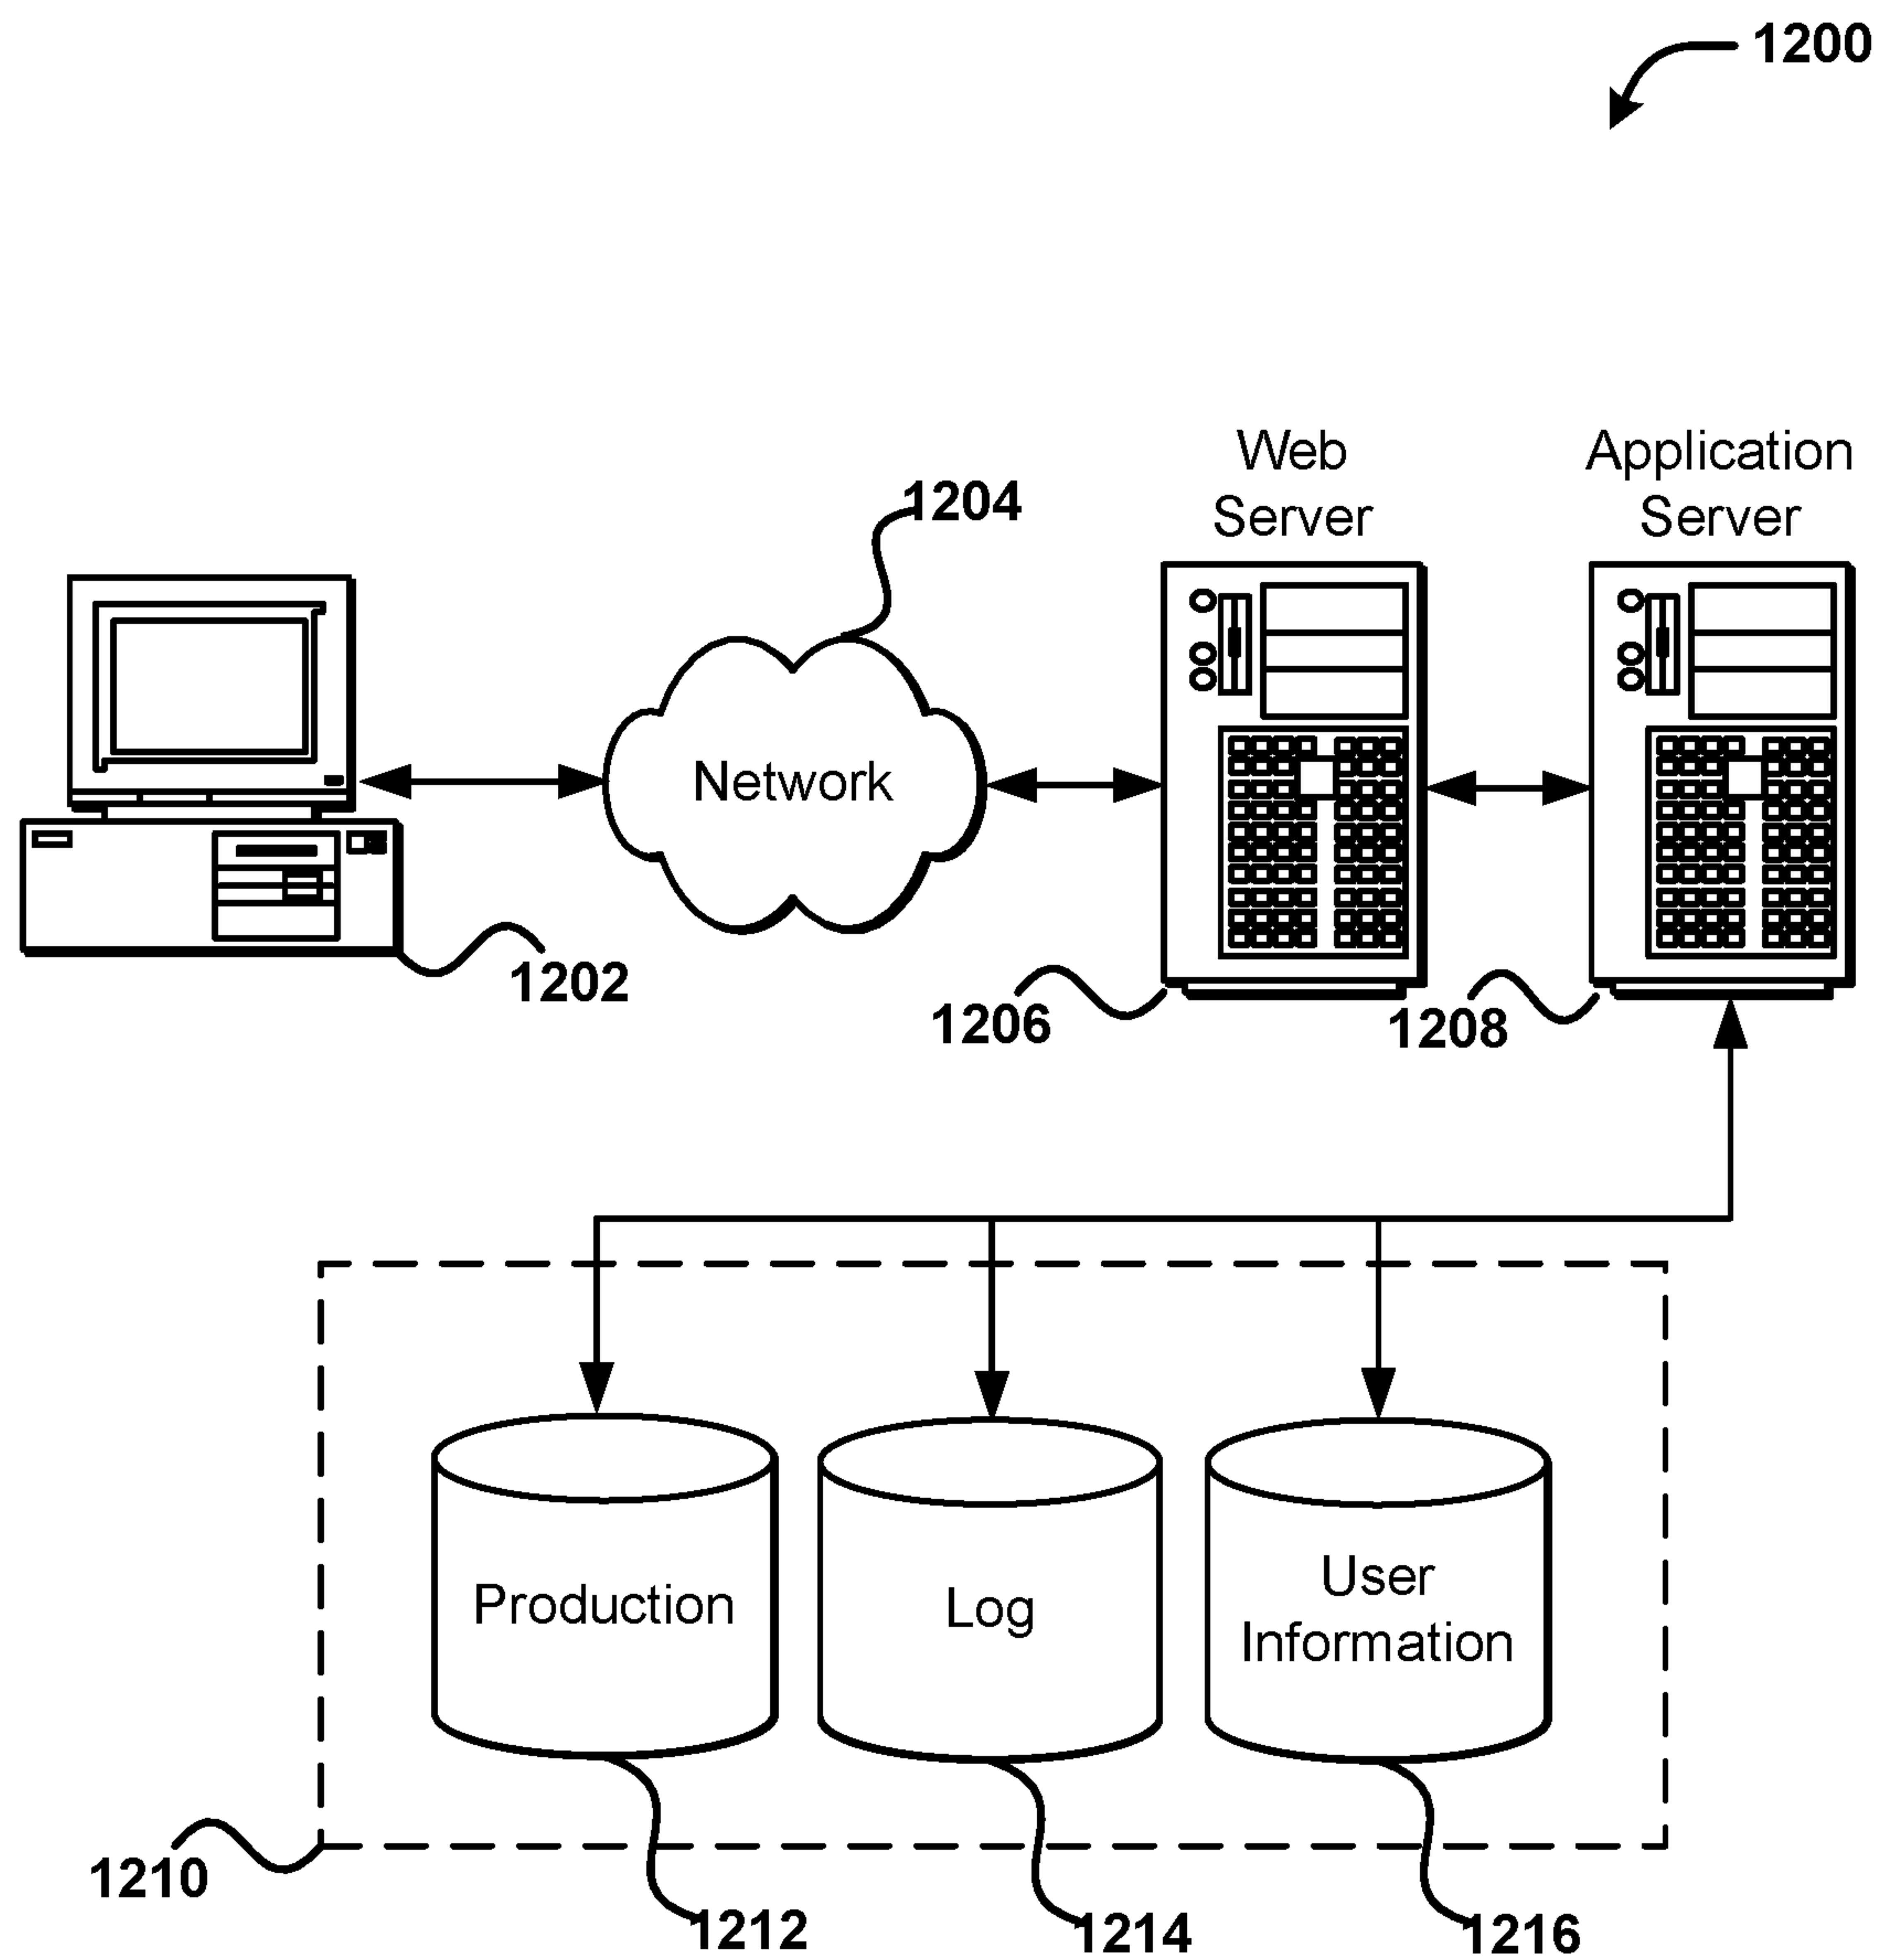 1200
Web
Server
Application
Server
1204
Network
1202
1206
1208
Production
Log
User
Information
1210
1212
1214
1216